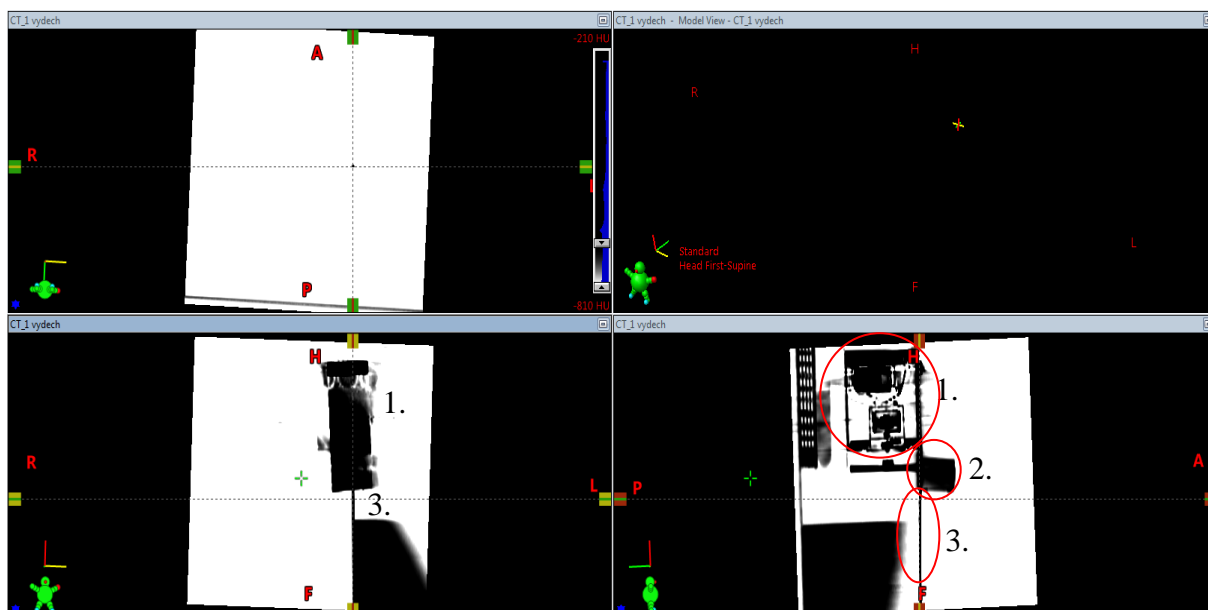 CT_1 vydech
CT_1 vydech - Model View - CT_1 vydech
-210 HU
A
R
P
-810 HU
H
R
L
F
Standard
Head First-Supine
CT_1 vydech
CT_1 vydech
H
1.
R
L
3.
F
H
1.
2.
A
P
3.
F